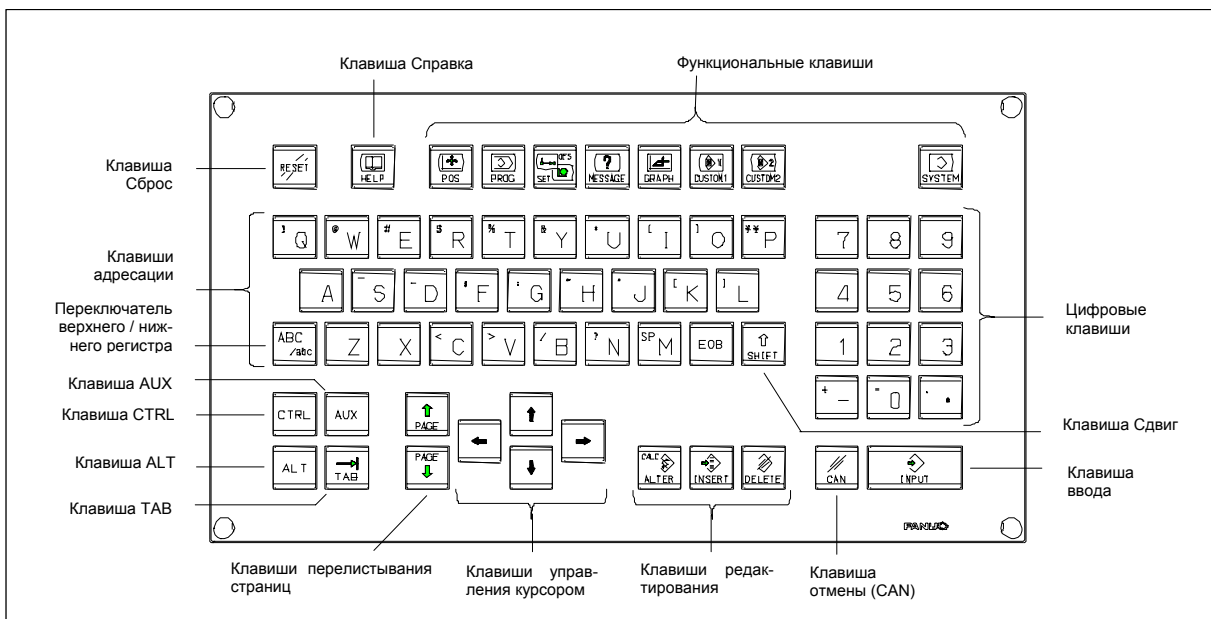 Клавиша Справка
Функциональные клавиши
Клавиша
Сброс
RESET
HELP
POS
PROG
OFS
SET
MESSAGE
GRAPH
CUSTOM1
CUSTOM2
SYSTEM
Клавиши
адресации
Q
@ W
# E
$ R
% T
& Y
* U
[ I
] O
¥¥ P
7 8 9
A S D F G H J K L
4 5 6
Переключатель
верхнего / ниж-
него регистра
Цифровые
клавиши
ABC
/abc
Z X
< C
> V
/ B
? N
SP M
EOB
SHIFT
1 2 3
+ –
0
.
Клавиша AUX
Клавиша CTRL
CTRL
AUX
PAGE
Клавиша Сдвиг
Клавиша ALT
ALT
TAB
PAGE
CALC
ALTER
INSERT
DELETE
CAN
INPUT
Клавиша
ввода
Клавиша TAB
FANUC
Клавиши перелистывания
страниц
Клавиши управ-
ления курсором
Клавиши редак-
тирования
Клавиша
отмены (CAN)